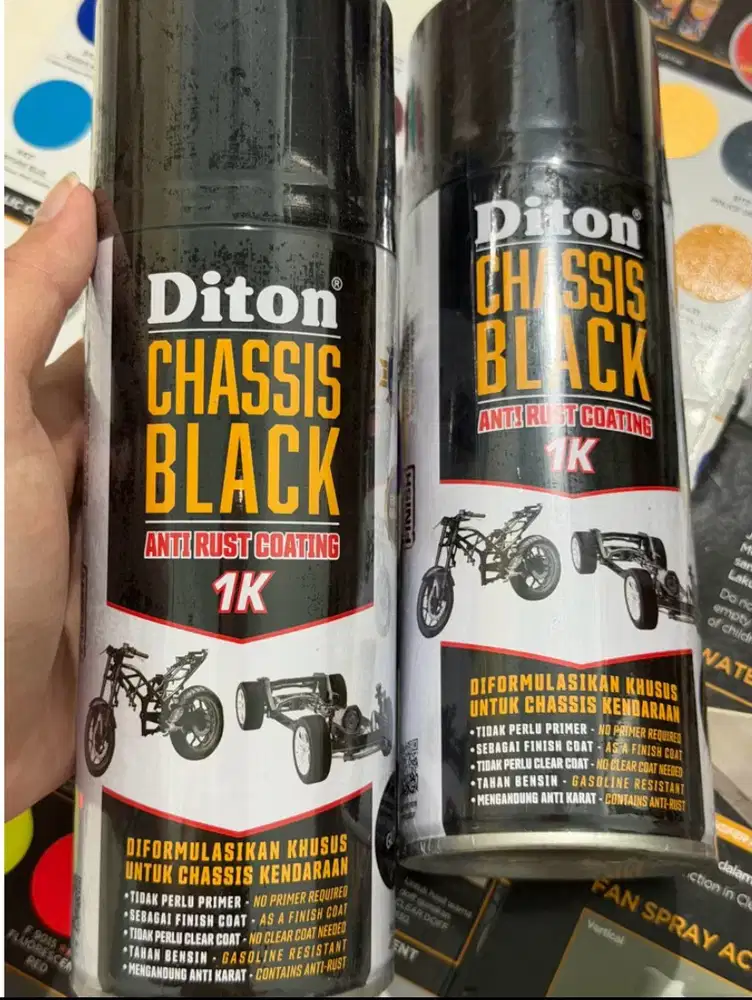 Diton®
CHASSIS
BLACK
ANTI RUST COATING
1K
DIFORMULASIKAN KHUSUS
UNTUK CHASSIS KENDARAAN
•TIDAK PERLU PRIMER - NO PRIMER REQUIRED
•SEBAGAI FINISH COAT - AS A FINISH COAT
•TIDAK PERLU CLEAR COAT - NO CLEAR COAT NEEDED
•TAHAN BENSIN - GASOLINE RESISTANT
•MENGANDUNG ANTI KARAT - CONTAINS ANTI-RUST
Diton®
CHASSIS
BLACK
ANTI RUST COATING
1K
DIFORMULASIKAN KHUSUS
UNTUK CHASSIS KENDARAAN
•TIDAK PERLU PRIMER - NO PRIMER REQUIRED
•SEBAGAI FINISH COAT - AS A FINISH COAT
TIDAK PERLU CLEAR COAT - NO CLEAR COAT NEEDED
•TAHAN BENSIN - GASOLINE RESISTANT
•MENGANDUNG ANTI KARAT - CONTAINS ANTI-RUST
FAN SPRAY AC
Vertical
RED